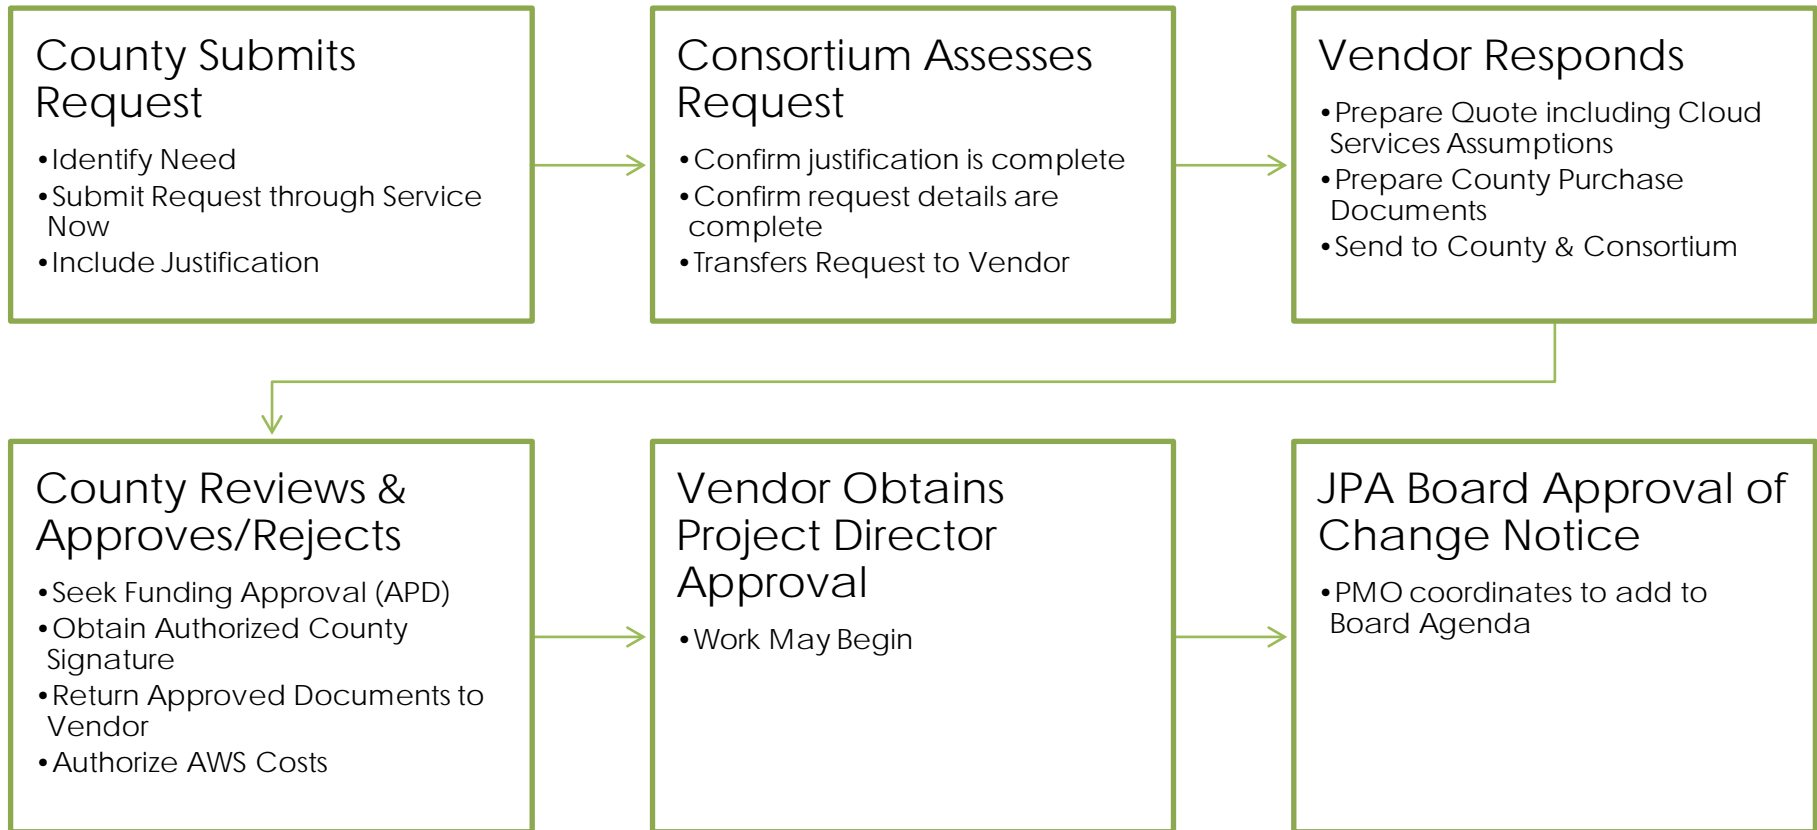 County Submits
Request
•Identify Need
•Submit Request through Service
Now
•Include Justification
Consortium Assesses
Request
•Confirm justification is complete
•Confirm request details are
complete
•Transfers Request to Vendor
Vendor Responds
•Prepare Quote including Cloud
Services Assumptions
•Prepare County Purchase
Documents
•Send to County & Consortium
County Reviews &
Approves/Rejects
•Seek Funding Approval (APD)
•Obtain Authorized County
Signature
•Return Approved Documents to
Vendor
•Authorize AWS Costs
Vendor Obtains
Project Director
Approval
•Work May Begin
JPA Board Approval of
Change Notice
•PMO coordinates to add to
Board Agenda